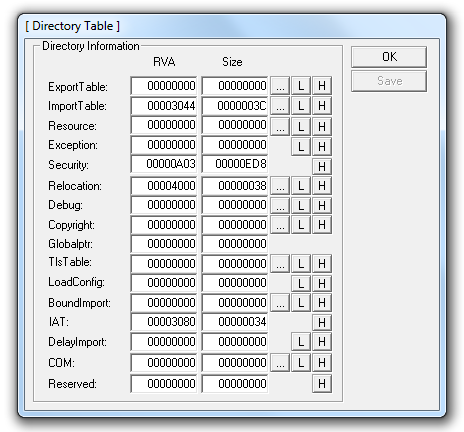 [ Directory Table ]
Directory Information
RVA Size
OK
Save
ExportTable: 00000000 00000000 ... L H
ImportTable: 00003044 0000003C ... L H
Resource: 00000000 00000000 ... L H
Exception: 00000000 00000000 L H
Security: 00000A03 00000ED8 H
Relocation: 00004000 00000038 ... L H
Debug: 00000000 00000000 ... L H
Copyright: 00000000 00000000 ... L H
Globalptr: 00000000 00000000
TlsTable: 00000000 00000000 ... L H
LoadConfig: 00000000 00000000 L H
BoundImport: 00000000 00000000 ... L H
IAT: 00003080 00000034 H
DelayImport: 00000000 00000000 L H
COM: 00000000 00000000 ... L H
Reserved: 00000000 00000000 H